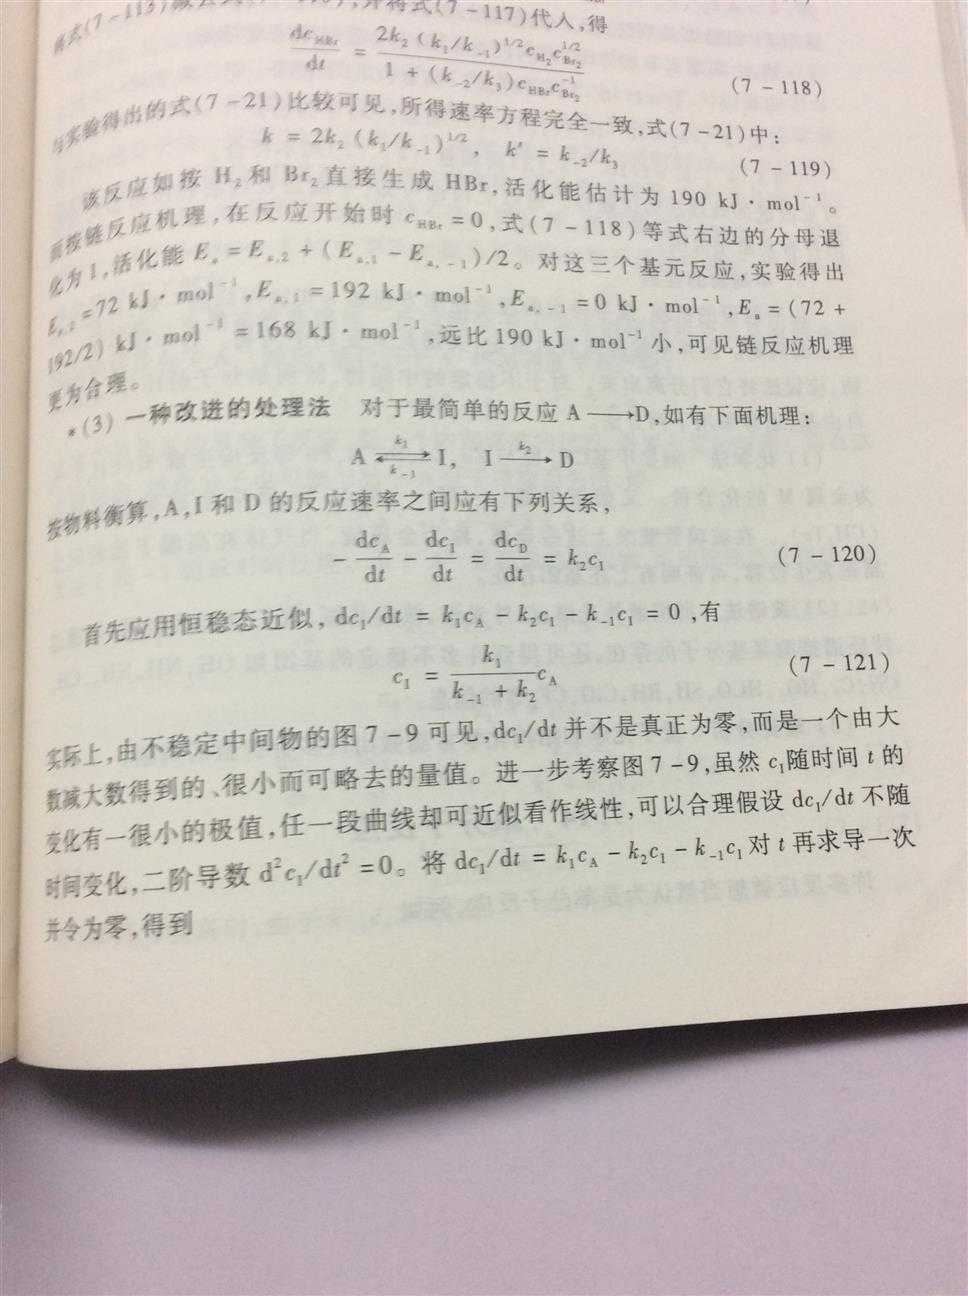 将式(7-113)减去式(7- ),并将式(7-117)代入,得
dc_HBr/dt = 2k₂(k₁/k₋₁)^{1/2}c_{H₂}c_{Br₂}^{1/2} / 1+(k₋₂/k₃)c_{HBr}c_{Br₂}^{-1} (7-118)
与实验得出的式(7-21)比较可见,所得速率方程完全一致,式(7-21)中:
k = 2k₂(k₁/k₋₁)^{1/2}, k′ = k₋₂/k₃ (7-119)
该反应如按 H₂ 和 Br₂ 直接生成 HBr,活化能估计为 190 kJ·mol⁻¹。
而按链反应机理,在反应开始时 c_HBr = 0,式(7-118)等式右边的分母退
化为1,活化能 Eₐ = Eₐ,₂ + (Eₐ,₁ - Eₐ,₋₁)/2。对这三个基元反应,实验得出
Eₐ,₂ = 72 kJ·mol⁻¹,Eₐ,₁ = 192 kJ·mol⁻¹,Eₐ,₋₁ = 0 kJ·mol⁻¹,Eₐ = (72 +
192/2) kJ·mol⁻¹ = 168 kJ·mol⁻¹,远比 190 kJ·mol⁻¹ 小,可见链反应机理
更为合理。
*(3) 一种改进的处理法 对于最简单的反应 A⟶D,如有下面机理:
A ⇄(k₁/k₋₁) I, I ⟶(k₂) D
按物料衡算,A,I 和 D 的反应速率之间应有下列关系,
- dc_A/dt - dc_I/dt = dc_D/dt = k₂c_I (7-120)
首先应用恒稳态近似,dc_I/dt = k₁c_A - k₂c_I - k₋₁c_I = 0,有
c_I = k₁/(k₋₁ + k₂) c_A (7-121)
实际上,由不稳定中间物的图 7-9 可见,dc_I/dt 并不是真正为零,而是一个由大
数减大数得到的、很小而可略去的量值。进一步考察图 7-9,虽然 c_I 随时间 t 的
变化有一很小的极值,任一段曲线却可近似看作线性,可以合理假设 dc_I/dt 不随
时间变化,二阶导数 d²c_I/dt² = 0。将 dc_I/dt = k₁c_A - k₂c_I - k₋₁c_I 对 t 再求导一次
并令为零,得到